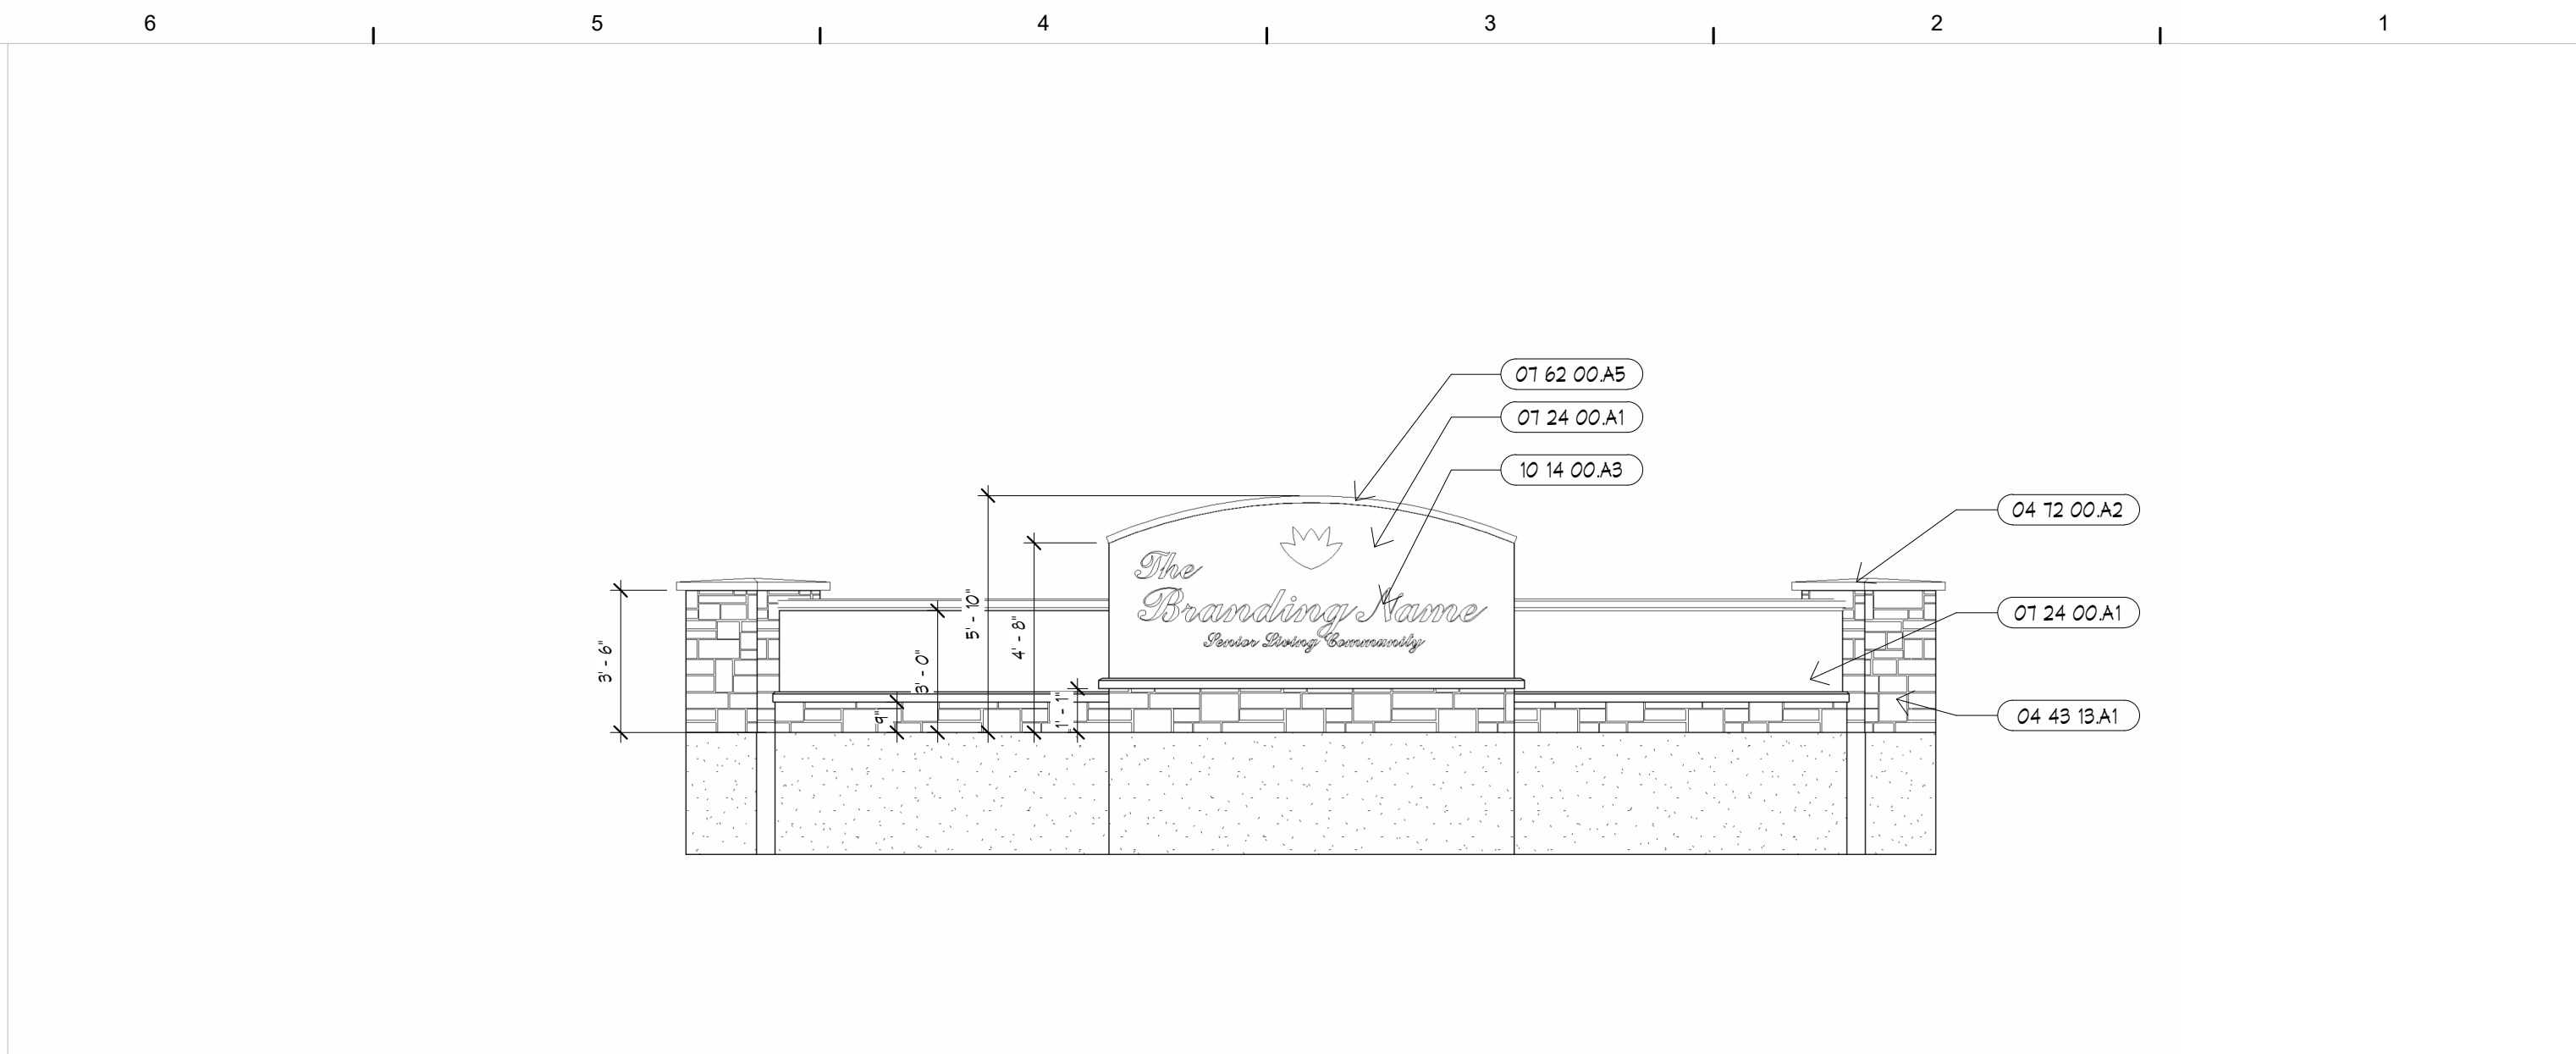 6 5 4 3 2 1
07 62 00.A5
07 24 00.A1
10 14 00.A3
04 72 00.A2
07 24 00.A1
04 43 13.A1
The
Branding Name
Senior Living Community
3' - 6"
9"
3' - 0"
5' - 10"
4' - 8"
1' - 1"